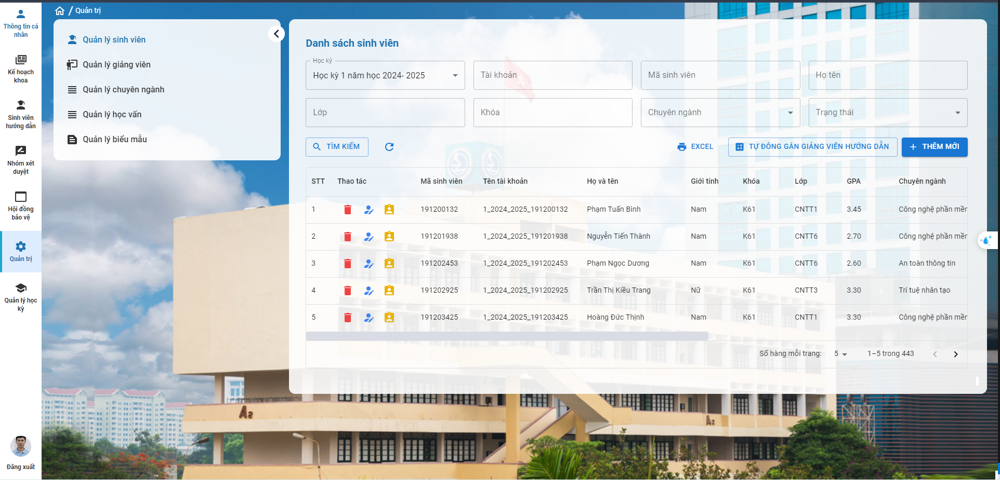 / Quản trị
Thông tin cá
nhân
Kế hoạch
khoa
Sinh viên
hướng dẫn
Nhóm xét
duyệt
Hội đồng
bảo vệ
Quản trị
Quản lý học
kỳ
Đăng xuất
Quản lý sinh viên
Quản lý giảng viên
Quản lý chuyên ngành
Quản lý học vấn
Quản lý biểu mẫu
Danh sách sinh viên
Học kỳ
Học kỳ 1 năm học 2024- 2025
Tài khoản
Mã sinh viên
Họ tên
Lớp
Khóa
Chuyên ngành
Trạng thái
TÌM KIẾM
EXCEL
TỰ ĐỘNG GÁN GIẢNG VIÊN HƯỚNG DẪN
THÊM MỚI
STT Thao tác Mã sinh viên Tên tài khoản Họ và tên Giới tính Khóa Lớp GPA Chuyên ngành
1 191200132 1_2024_2025_191200132 Phạm Tuấn Bình Nam K61 CNTT1 3.45 Công nghệ phần mềm
2 191201938 1_2024_2025_191201938 Nguyễn Tiến Thành Nam K61 CNTT6 2.70 Công nghệ phần mềm
3 191202453 1_2024_2025_191202453 Phạm Ngọc Dương Nam K61 CNTT6 2.60 An toàn thông tin
4 191202925 1_2024_2025_191202925 Trần Thị Kiều Trang Nữ K61 CNTT3 3.30 Trí tuệ nhân tạo
5 191203425 1_2024_2025_191203425 Hoàng Đức Thịnh Nam K61 CNTT1 3.30 Công nghệ phần mềm
Số hàng mỗi trang: 5 1–5 trong 443
A2
A2